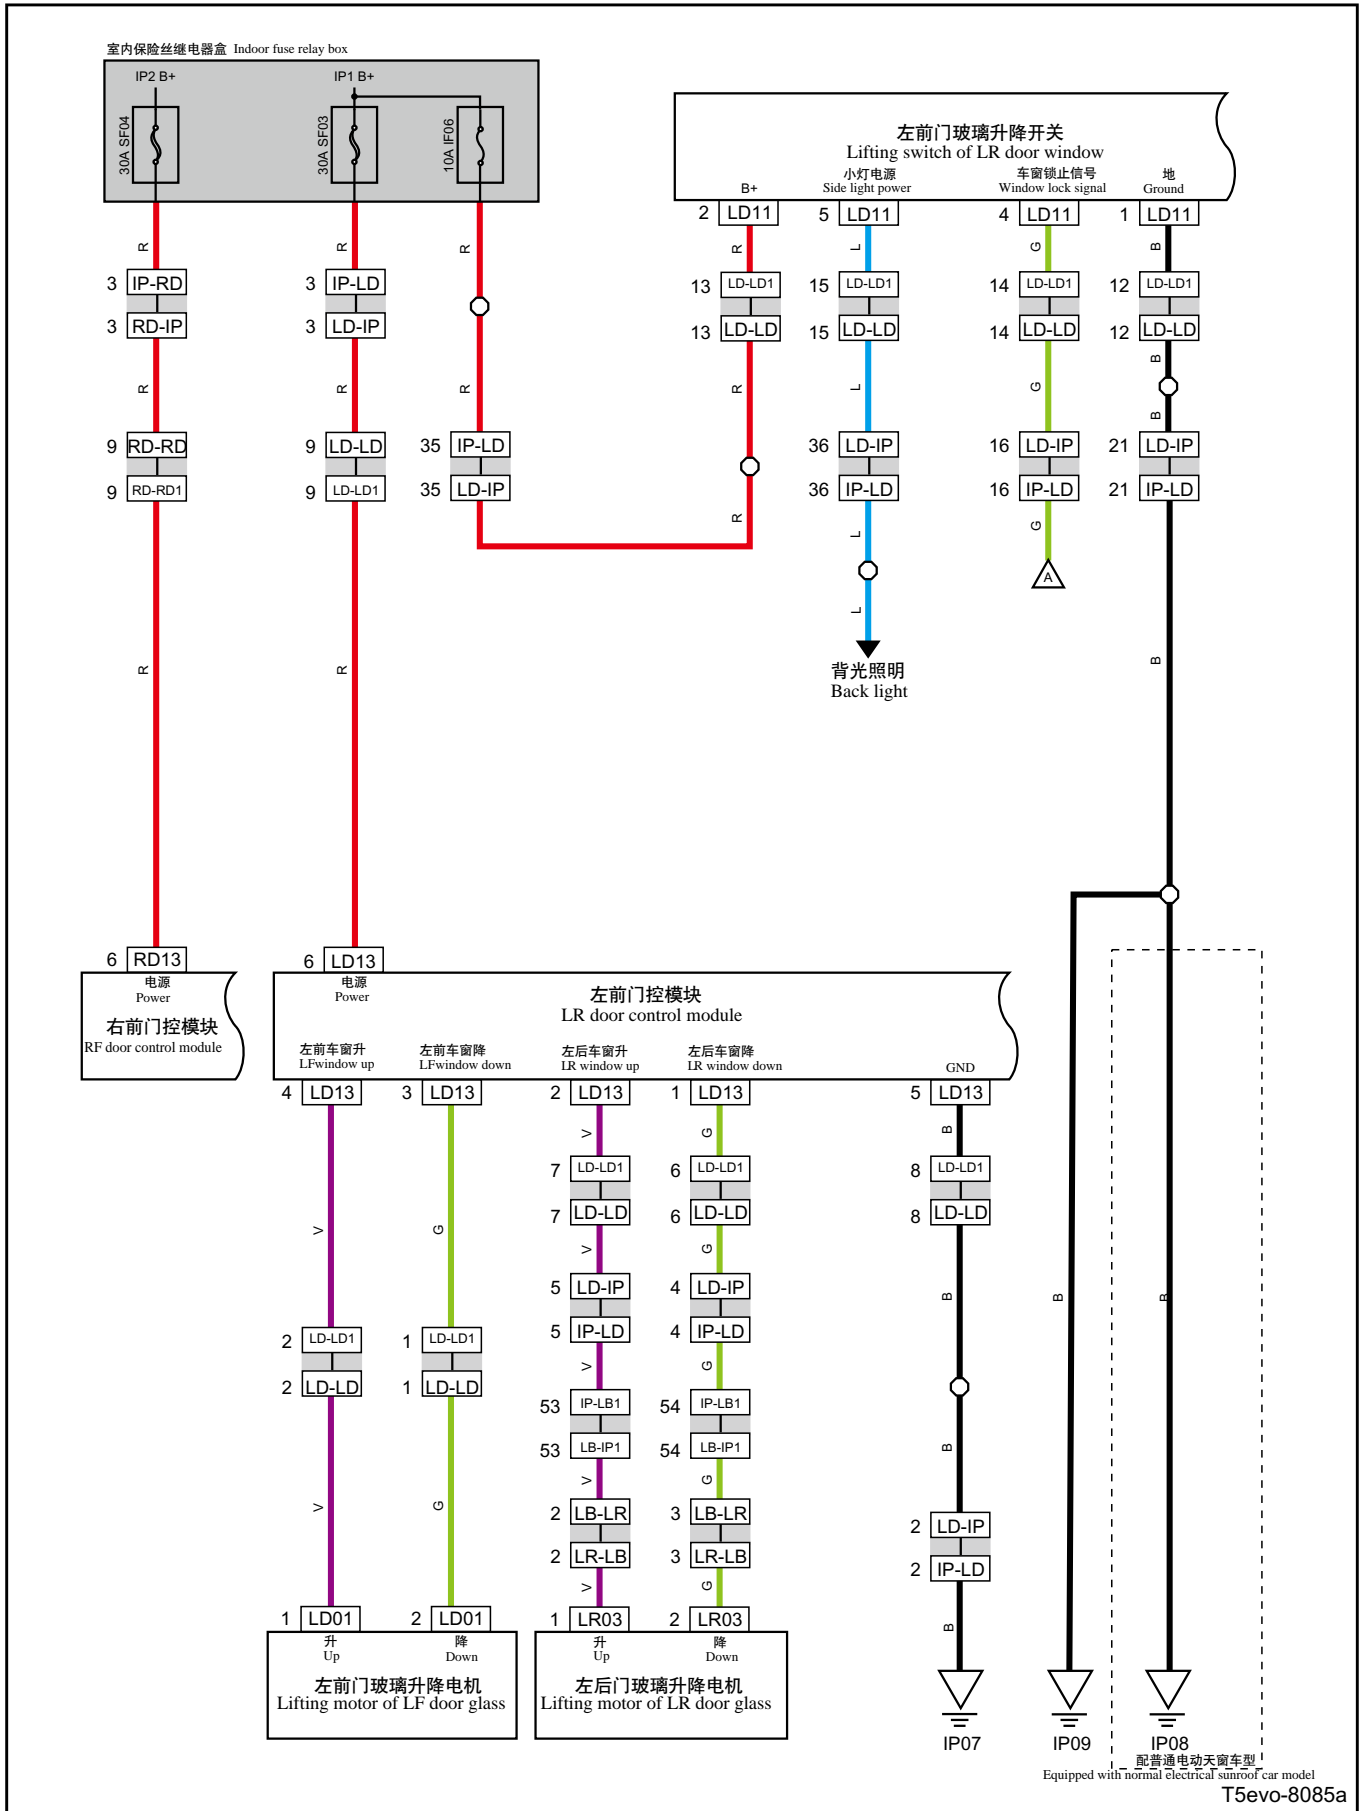 室内保险丝继电器盒 Indoor fuse relay box
IP2 B+
IP1 B+
30A SF04
30A SF03
10A IF06
左前门玻璃升降开关
Lifting switch of LR door window
B+
小灯电源
Side light power
车窗锁止信号
Window lock signal
地
Ground
2 LD11
5 LD11
4 LD11
1 LD11
R R R R L G B
3 IP-RD
3 IP-LD
13 LD-LD1
15 LD-LD1
14 LD-LD1
12 LD-LD1
3 RD-IP
3 LD-IP
13 LD-LD
15 LD-LD
14 LD-LD
12 LD-LD
B
R R R R L G
B
9 RD-RD
9 LD-LD
35 IP-LD
36 LD-IP
16 LD-IP
21 LD-IP
9 RD-RD1
9 LD-LD1
35 LD-IP
36 IP-LD
16 IP-LD
21 IP-LD
R L G
A
L
背光照明
Back light
R R B
6 RD13
6 LD13
电源
Power
电源
Power
右前门控模块
RF door control module
左前门控模块
LR door control module
左前车窗升
LFwindow up
左前车窗降
LFwindow down
左后车窗升
LR window up
左后车窗降
LR window down
GND
4 LD13
3 LD13
2 LD13
1 LD13
5 LD13
V G B
7 LD-LD1
6 LD-LD1
8 LD-LD1
7 LD-LD
6 LD-LD
8 LD-LD
V G V G
5 LD-IP
4 LD-IP
B B B
5 IP-LD
4 IP-LD
2 LD-LD1
1 LD-LD1
V G
2 LD-LD
1 LD-LD
53 IP-LB1
54 IP-LB1
53 LB-IP1
54 LB-IP1
B
V G
V G
2 LB-LR
3 LB-LR
2 LD-IP
2 LR-LB
3 LR-LB
2 IP-LD
V G
1 LD01
2 LD01
1 LR03
2 LR03
B
升
Up
降
Down
升
Up
降
Down
左前门玻璃升降电机
Lifting motor of LF door glass
左后门玻璃升降电机
Lifting motor of LR door glass
IP07
IP09
IP08
配普通电动天窗车型
Equipped with normal electrical sunroof car model
T5evo-8085a